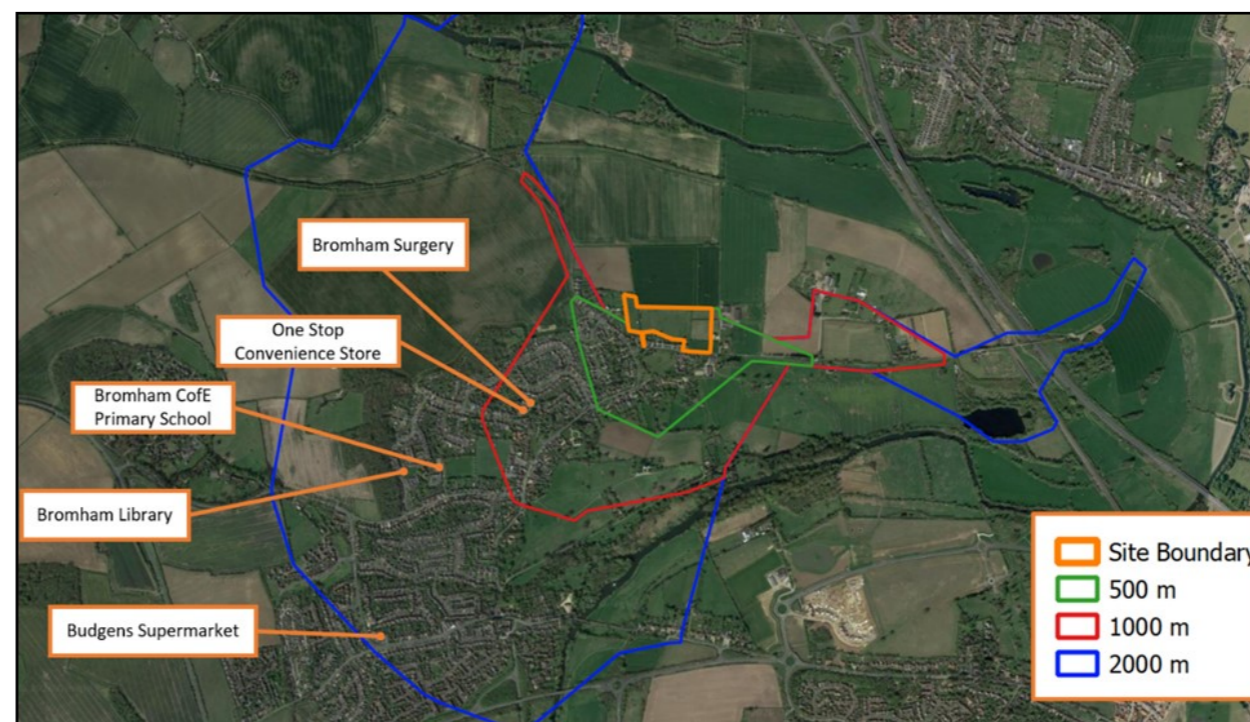 Bromham Surgery
One Stop
Convenience Store
Bromham CofE
Primary School
Bromham Library
Budgens Supermarket
Site Boundary
500 m
1000 m
2000 m